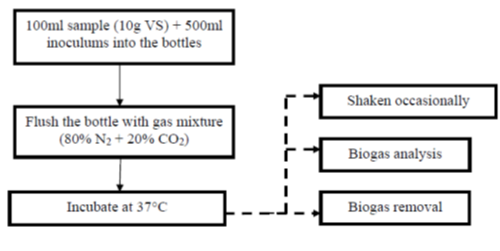 100ml sample (10g VS) + 500ml
inoculums into the bottles
Flush the bottle with gas mixture
(80% N₂ + 20% CO₂)
Incubate at 37°C
Shaken occasionally
Biogas analysis
Biogas removal